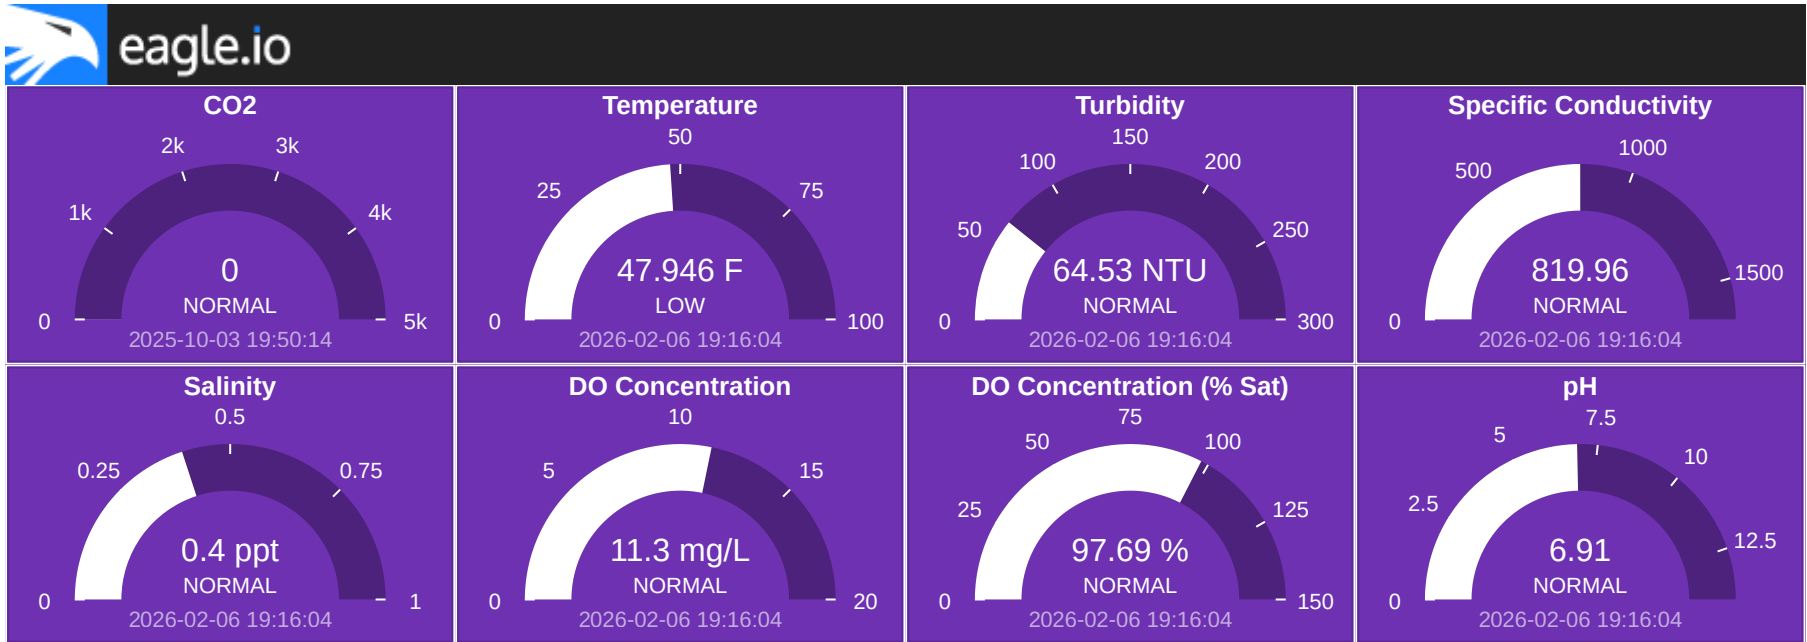 eagle.io
CO2
2k
3k
1k
4k
0
5k
0
NORMAL
2025-10-03 19:50:14
Temperature
50
25
75
0
100
47.946 F
LOW
2026-02-06 19:16:04
Turbidity
150
100
200
50
250
0
300
64.53 NTU
NORMAL
2026-02-06 19:16:04
Specific Conductivity
1000
500
1500
0
819.96
NORMAL
2026-02-06 19:16:04
Salinity
0.5
0.25
0.75
0
1
0.4 ppt
NORMAL
2026-02-06 19:16:04
DO Concentration
10
5
15
0
20
11.3 mg/L
NORMAL
2026-02-06 19:16:04
DO Concentration (% Sat)
75
50
100
25
125
0
150
97.69 %
NORMAL
2026-02-06 19:16:04
pH
7.5
5
10
2.5
12.5
0
6.91
NORMAL
2026-02-06 19:16:04